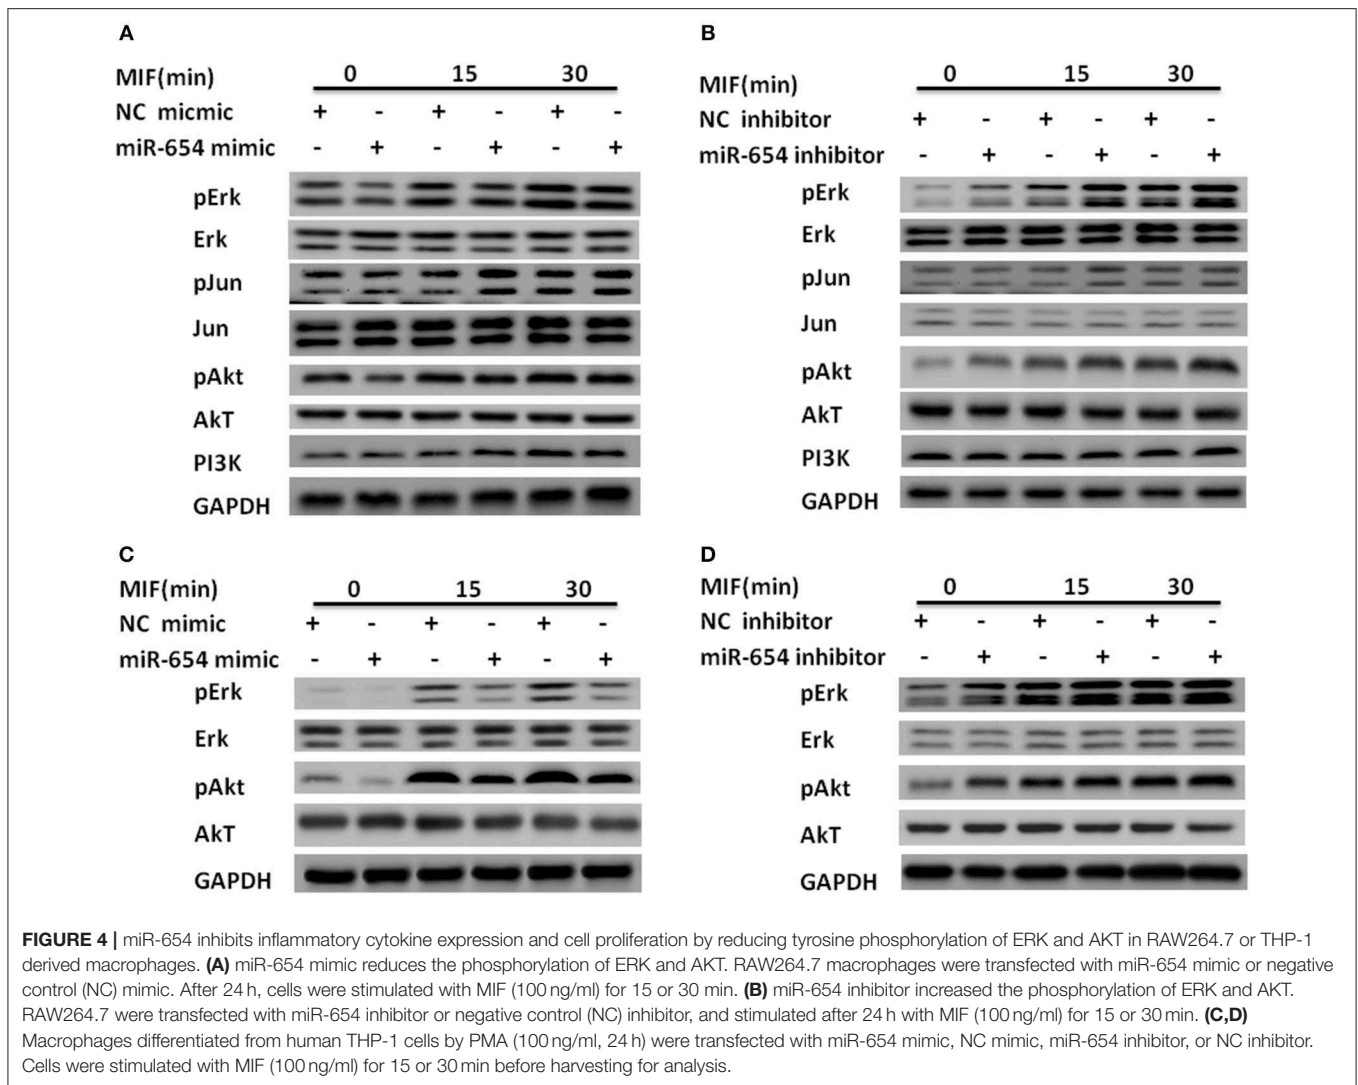 A
MIF(min) 0 15 30
NC micmic + - + - + -
miR-654 mimic - + - + - +
pErk
Erk
pJun
Jun
pAkt
AkT
PI3K
GAPDH
B
MIF(min) 0 15 30
NC inhibitor + - + - + -
miR-654 inhibitor - + - + - +
pErk
Erk
pJun
Jun
pAkt
AkT
PI3K
GAPDH
C
MIF(min) 0 15 30
NC mimic + - + - + -
miR-654 mimic - + - + - +
pErk
Erk
pAkt
AkT
GAPDH
D
MIF(min) 0 15 30
NC inhibitor + - + - + -
miR-654 inhibitor - + - + - +
pErk
Erk
pAkt
AkT
GAPDH
FIGURE 4 | miR-654 inhibits inflammatory cytokine expression and cell proliferation by reducing tyrosine phosphorylation of ERK and AKT in RAW264.7 or THP-1
derived macrophages. (A) miR-654 mimic reduces the phosphorylation of ERK and AKT. RAW264.7 macrophages were transfected with miR-654 mimic or negative
control (NC) mimic. After 24 h, cells were stimulated with MIF (100 ng/ml) for 15 or 30 min. (B) miR-654 inhibitor increased the phosphorylation of ERK and AKT.
RAW264.7 were transfected with miR-654 inhibitor or negative control (NC) inhibitor, and stimulated after 24 h with MIF (100 ng/ml) for 15 or 30 min. (C,D)
Macrophages differentiated from human THP-1 cells by PMA (100 ng/ml, 24 h) were transfected with miR-654 mimic, NC mimic, miR-654 inhibitor, or NC inhibitor.
Cells were stimulated with MIF (100 ng/ml) for 15 or 30 min before harvesting for analysis.